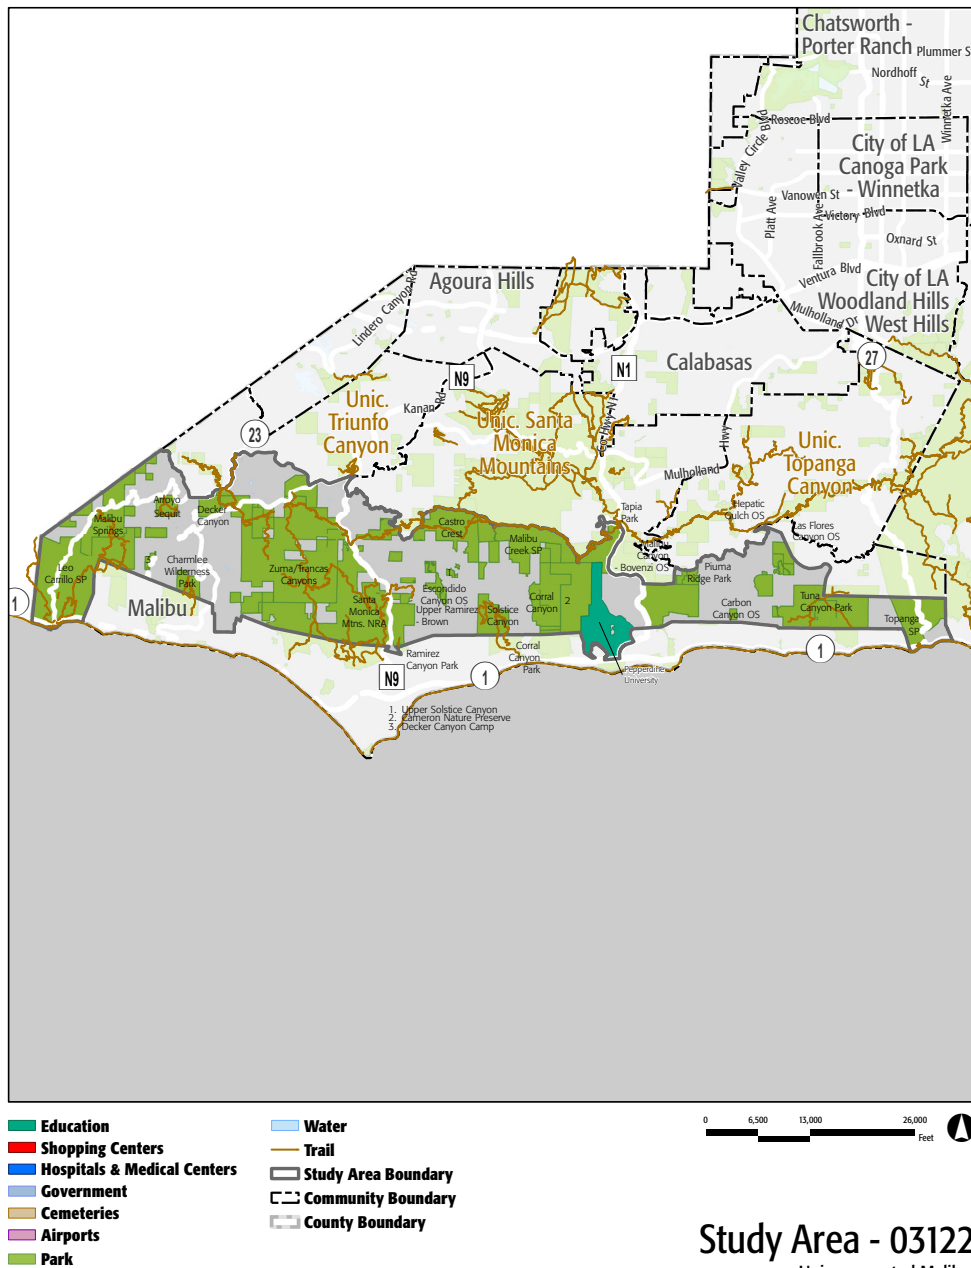 Chatsworth -
Porter Ranch
Plummer S
Nordhoff
St
Winnetka Ave
Roscoe Blvd
Valley Circle Blvd
City of LA
Canoga Park
- Winnetka
Vanowen St
Platt Ave
Fallbrook Ave
Victory Blvd
Oxnard St
Ventura Blvd
City of LA
Woodland Hills
West Hills
Mulholland Dr
Agoura Hills
Lindero Canyon Rd
27
Calabasas
N9
N1
Unic.
Triunfo
Canyon
Kanan Rd
Unic. Santa
Monica
Mountains
Co Hwy N1
23
Hwy
Mulholland
Unic.
Topanga
Canyon
Arroyo
Sequit
Decker
Canyon
Malibu
Springs
Castro
Crest
Tapia
Park
Hepatic
Gulch OS
Las Flores
Canyon OS
Malibu
Creek SP
Malibu
Canyon
- Bovenzi OS
3
Charmlee
Wilderness
Park
Leo
Carrillo SP
Zuma/Trancas
Canyons
Piuma
Ridge Park
1
Malibu
Santa
Monica
Mtns. NRA
Escondido
Canyon OS
Upper Ramirez
- Brown
Solstice
Canyon
Corral
Canyon
2
Carbon
Canyon OS
Tuna
Canyon Park
Topanga
SP
Ramirez
Canyon Park
Corral
Canyon
Park
Pepperdine
University
N9
1
1
1. Upper Solstice Canyon
2. Cameron Nature Preserve
3. Decker Canyon Camp
Education
Shopping Centers
Hospitals & Medical Centers
Government
Cemeteries
Airports
Park
Water
Trail
Study Area Boundary
Community Boundary
County Boundary
0 6,500 13,000 26,000
Feet
Study Area - 03122